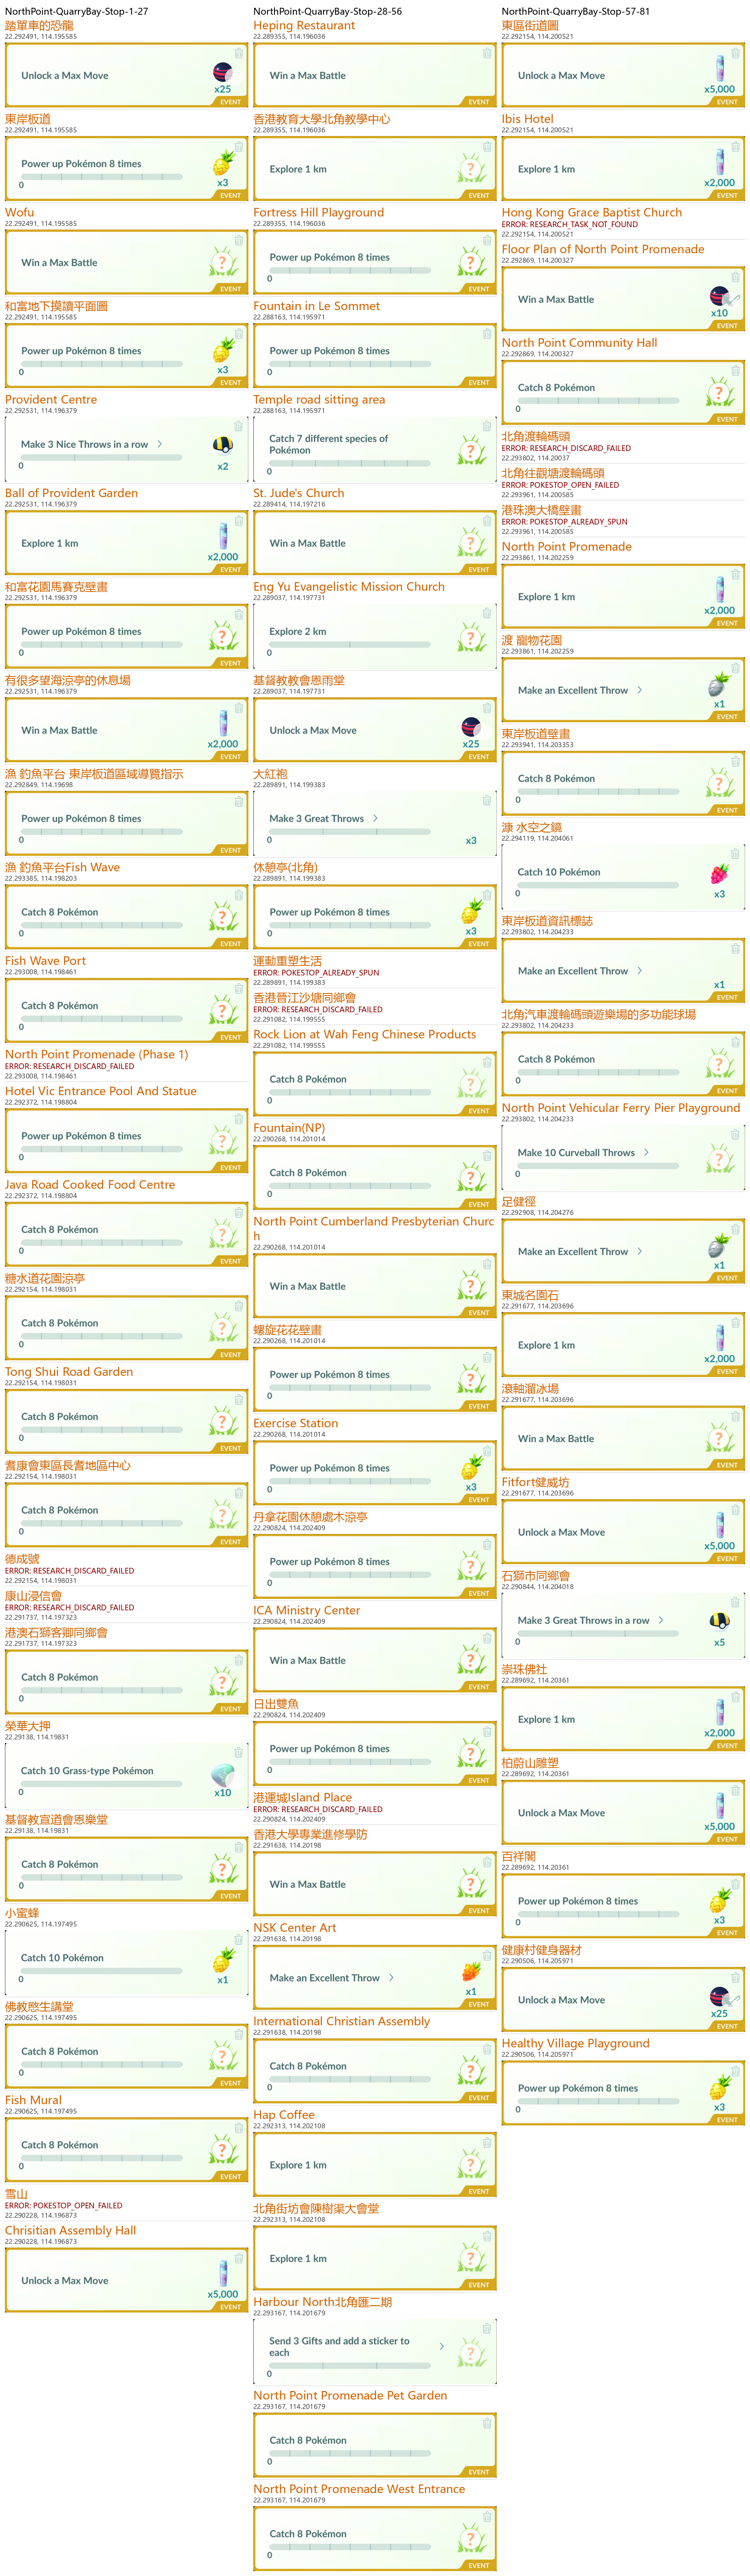 NorthPoint-QuarryBay-Stop-1-27
踏單車的恐龍
22.292491, 114.195585
Unlock a Max Move
x25
EVENT
東岸板道
22.292491, 114.195585
Power up Pokémon 8 times
0
x3
EVENT
Wofu
22.292491, 114.195585
Win a Max Battle
?
EVENT
和富地下摸讀平面圖
22.292491, 114.195585
Power up Pokémon 8 times
0
x3
EVENT
Provident Centre
22.292531, 114.196379
Make 3 Nice Throws in a row
0
x2
Ball of Provident Garden
22.292531, 114.196379
Explore 1 km
x2,000
EVENT
和富花園馬賽克壁畫
22.292531, 114.196379
Power up Pokémon 8 times
0
?
EVENT
有很多望海涼亭的休息場
22.292531, 114.196379
Win a Max Battle
x2,000
EVENT
漁 釣魚平台 東岸板道區域導覽指示
22.292849, 114.19698
Power up Pokémon 8 times
0
EVENT
漁 釣魚平台Fish Wave
22.293385, 114.198203
Catch 8 Pokémon
0
?
EVENT
Fish Wave Port
22.293008, 114.198461
Catch 8 Pokémon
0
?
EVENT
North Point Promenade (Phase 1)
ERROR: RESEARCH_DISCARD_FAILED
22.293008, 114.198461
Hotel Vic Entrance Pool And Statue
22.292372, 114.198804
Power up Pokémon 8 times
0
?
EVENT
Java Road Cooked Food Centre
22.292372, 114.198804
Catch 8 Pokémon
0
?
EVENT
糖水道花園涼亭
22.292154, 114.198031
Catch 8 Pokémon
0
?
EVENT
Tong Shui Road Garden
22.292154, 114.198031
Catch 8 Pokémon
0
?
EVENT
耆康會東區長耆地區中心
22.292154, 114.198031
Catch 8 Pokémon
0
?
EVENT
德成號
ERROR: RESEARCH_DISCARD_FAILED
22.292154, 114.198031
康山浸信會
ERROR: RESEARCH_DISCARD_FAILED
22.291737, 114.197323
港澳石獅客卿同鄉會
22.291737, 114.197323
Catch 8 Pokémon
0
?
EVENT
榮華大押
22.29138, 114.19831
Catch 10 Grass-type Pokémon
0
x10
基督教宣道會恩樂堂
22.29138, 114.19831
Catch 8 Pokémon
0
?
EVENT
小蜜蜂
22.290625, 114.197495
Catch 10 Pokémon
0
x1
佛教愍生講堂
22.290625, 114.197495
Catch 8 Pokémon
0
?
EVENT
Fish Mural
22.290625, 114.197495
Catch 8 Pokémon
0
?
EVENT
雪山
ERROR: POKESTOP_OPEN_FAILED
22.290228, 114.196873
Chrisitian Assembly Hall
22.290228, 114.196873
Unlock a Max Move
x5,000
EVENT
NorthPoint-QuarryBay-Stop-28-56
Heping Restaurant
22.289355, 114.196036
Win a Max Battle
EVENT
香港教育大學北角教學中心
22.289355, 114.196036
Explore 1 km
?
EVENT
Fortress Hill Playground
22.289355, 114.196036
Power up Pokémon 8 times
0
?
EVENT
Fountain in Le Sommet
22.288163, 114.195971
Power up Pokémon 8 times
0
EVENT
Temple road sitting area
22.288163, 114.195971
Catch 7 different species of
Pokémon
0
?
St. Jude's Church
22.289414, 114.197216
Win a Max Battle
?
EVENT
Eng Yu Evangelistic Mission Church
22.289037, 114.197731
Explore 2 km
0
?
基督教教會恩雨堂
22.289037, 114.197731
Unlock a Max Move
x25
EVENT
大紅袍
22.289891, 114.199383
Make 3 Great Throws
0
x3
休憩亭(北角)
22.289891, 114.199383
Power up Pokémon 8 times
0
x3
EVENT
運動重塑生活
ERROR: POKESTOP_ALREADY_SPUN
22.289891, 114.199383
香港晉江沙塘同鄉會
ERROR: RESEARCH_DISCARD_FAILED
22.291082, 114.199555
Rock Lion at Wah Feng Chinese Products
22.291082, 114.199555
Catch 8 Pokémon
0
?
EVENT
Fountain(NP)
22.290268, 114.201014
Catch 8 Pokémon
0
?
EVENT
North Point Cumberland Presbyterian Churc
h
22.290268, 114.201014
Win a Max Battle
?
EVENT
螺旋花花壁畫
22.290268, 114.201014
Power up Pokémon 8 times
0
?
EVENT
Exercise Station
22.290268, 114.201014
Power up Pokémon 8 times
0
x3
EVENT
丹拿花園休憩處木涼亭
22.290824, 114.202409
Power up Pokémon 8 times
0
?
EVENT
ICA Ministry Center
22.290824, 114.202409
Win a Max Battle
?
EVENT
日出雙魚
22.290824, 114.202409
Power up Pokémon 8 times
0
?
EVENT
港運城Island Place
ERROR: RESEARCH_DISCARD_FAILED
22.290824, 114.202409
香港大學專業進修學防
22.291638, 114.20198
Win a Max Battle
?
EVENT
NSK Center Art
22.291638, 114.20198
Make an Excellent Throw
x1
EVENT
International Christian Assembly
22.291638, 114.20198
Catch 8 Pokémon
0
?
EVENT
Hap Coffee
22.292313, 114.202108
Explore 1 km
?
EVENT
北角街坊會陳樹渠大會堂
22.292313, 114.202108
Explore 1 km
?
EVENT
Harbour North北角匯二期
22.293167, 114.201679
Send 3 Gifts and add a sticker to
each
0
?
North Point Promenade Pet Garden
22.293167, 114.201679
Catch 8 Pokémon
0
EVENT
North Point Promenade West Entrance
22.293167, 114.201679
Catch 8 Pokémon
0
?
EVENT
NorthPoint-QuarryBay-Stop-57-81
東區街道圖
22.292154, 114.200521
Unlock a Max Move
x5,000
EVENT
Ibis Hotel
22.292154, 114.200521
Explore 1 km
x2,000
EVENT
Hong Kong Grace Baptist Church
ERROR: RESEARCH_TASK_NOT_FOUND
22.292154, 114.200521
Floor Plan of North Point Promenade
22.292869, 114.200327
Win a Max Battle
x10
EVENT
North Point Community Hall
22.292869, 114.200327
Catch 8 Pokémon
0
?
EVENT
北角渡輪碼頭
ERROR: RESEARCH_DISCARD_FAILED
22.293802, 114.20037
北角往觀塘渡輪碼頭
ERROR: POKESTOP_OPEN_FAILED
22.293961, 114.200585
港珠澳大橋壁畫
ERROR: POKESTOP_ALREADY_SPUN
22.293961, 114.200585
North Point Promenade
22.293861, 114.202259
Explore 1 km
x2,000
EVENT
渡 寵物花園
22.293861, 114.202259
Make an Excellent Throw
x1
EVENT
東岸板道壁畫
22.293941, 114.203353
Catch 8 Pokémon
0
?
EVENT
濂 水空之鏡
22.294119, 114.204061
Catch 10 Pokémon
0
x3
東岸板道資訊標誌
22.293802, 114.204233
Make an Excellent Throw
x1
EVENT
北角汽車渡輪碼頭遊樂場的多功能球場
22.293802, 114.204233
Catch 8 Pokémon
0
?
EVENT
North Point Vehicular Ferry Pier Playground
22.293802, 114.204233
Make 10 Curveball Throws
0
?
足健徑
22.292908, 114.204276
Make an Excellent Throw
x1
EVENT
東城名園石
22.291677, 114.203696
Explore 1 km
x2,000
EVENT
滾軸溜冰場
22.291677, 114.203696
Win a Max Battle
?
EVENT
Fitfort健威坊
22.291677, 114.203696
Unlock a Max Move
x5,000
EVENT
石獅市同鄉會
22.290844, 114.204018
Make 3 Great Throws in a row
0
x5
崇珠佛社
22.289692, 114.20361
Explore 1 km
x2,000
EVENT
柏蔚山雕塑
22.289692, 114.20361
Unlock a Max Move
x5,000
EVENT
百祥閣
22.289692, 114.20361
Power up Pokémon 8 times
0
x3
EVENT
健康村健身器材
22.290506, 114.205971
Unlock a Max Move
x25
EVENT
Healthy Village Playground
22.290506, 114.205971
Power up Pokémon 8 times
0
x3
EVENT